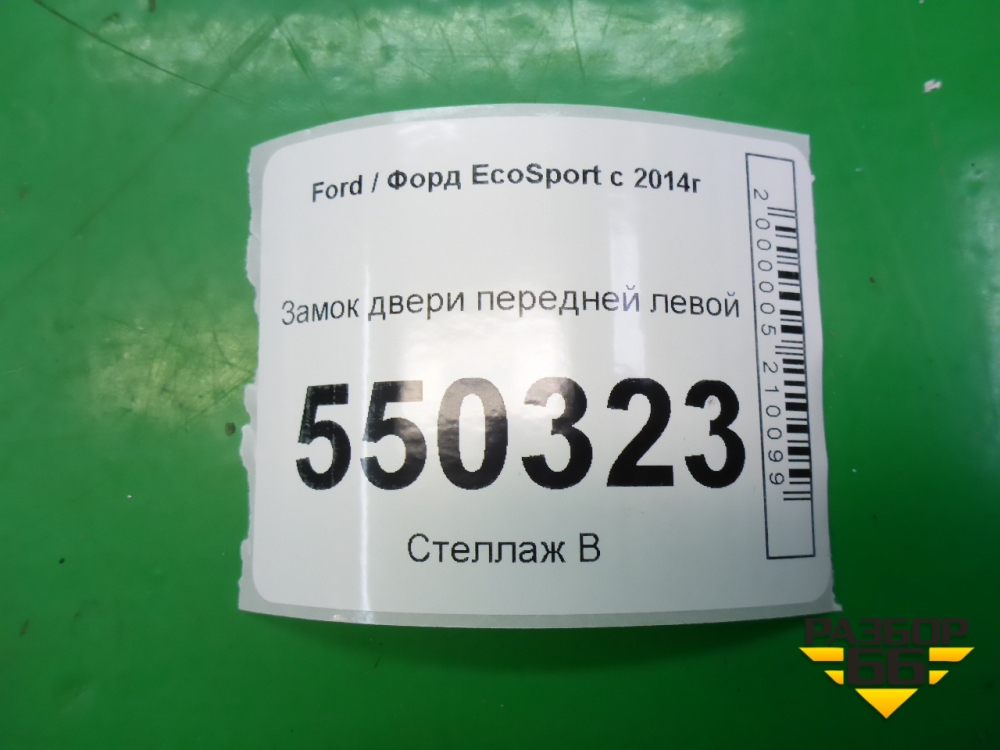 Ford / Форд EcoSport с 2014г
Замок двери передней левой
550323
Стеллаж В
2000005210099
РАЗБОР
66